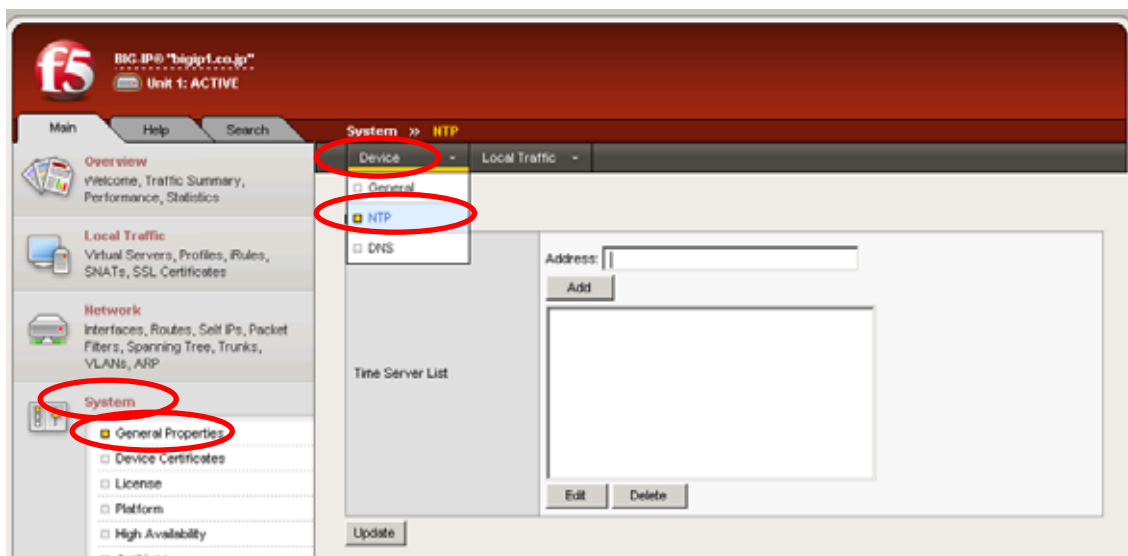 f5
BIG-IP® "bigip1.co.jp"
Unit 1: ACTIVE
Main
Help
Search
System » NTP
Device
Local Traffic
General
NTP
DNS
Overview
Welcome, Traffic Summary,
Performance, Statistics
Local Traffic
Virtual Servers, Profiles, iRules,
SNATs, SSL Certificates
Network
Interfaces, Routes, Self IPs, Packet
Filters, Spanning Tree, Trunks,
VLANs, ARP
System
General Properties
Device Certificates
License
Platform
High Availability
Address:
Add
Time Server List
Edit
Delete
Update